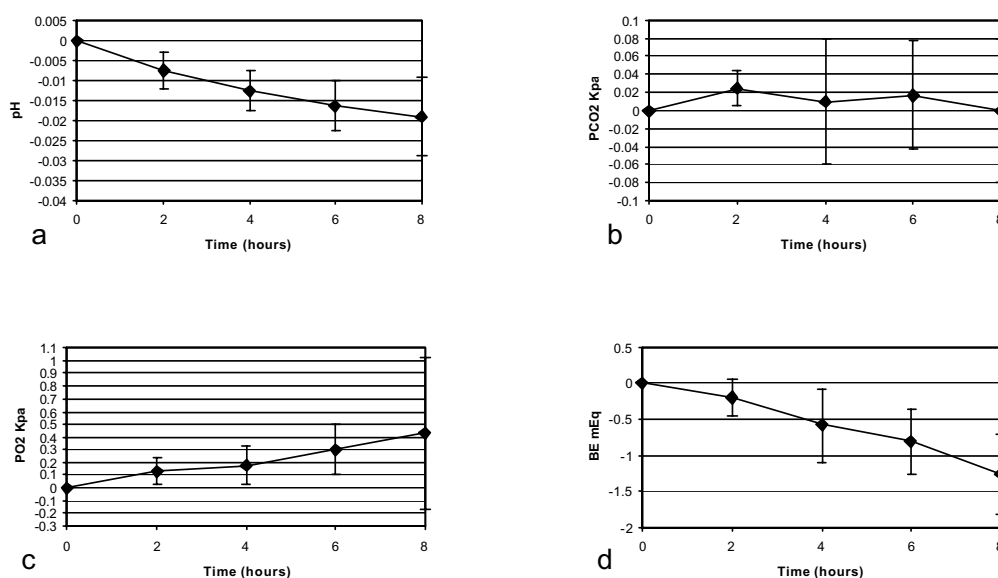 0.005
0
-0.005
-0.01
-0.015
-0.02
-0.025
-0.03
-0.035
-0.04
pH
0 2 4 6 8
Time (hours)
a
0.1
0.08
0.06
0.04
0.02
0
-0.02
-0.04
-0.06
-0.08
-0.1
PCO2 Kpa
0 2 4 6 8
Time (hours)
b
1.1
1
0.9
0.8
0.7
0.6
0.5
0.4
0.3
0.2
0.1
0
-0.1
-0.2
-0.3
PO2 Kpa
0 2 4 6 8
Time (hours)
c
0.5
0
-0.5
-1
-1.5
-2
BE mEq
0 2 4 6 8
Time (hours)
d